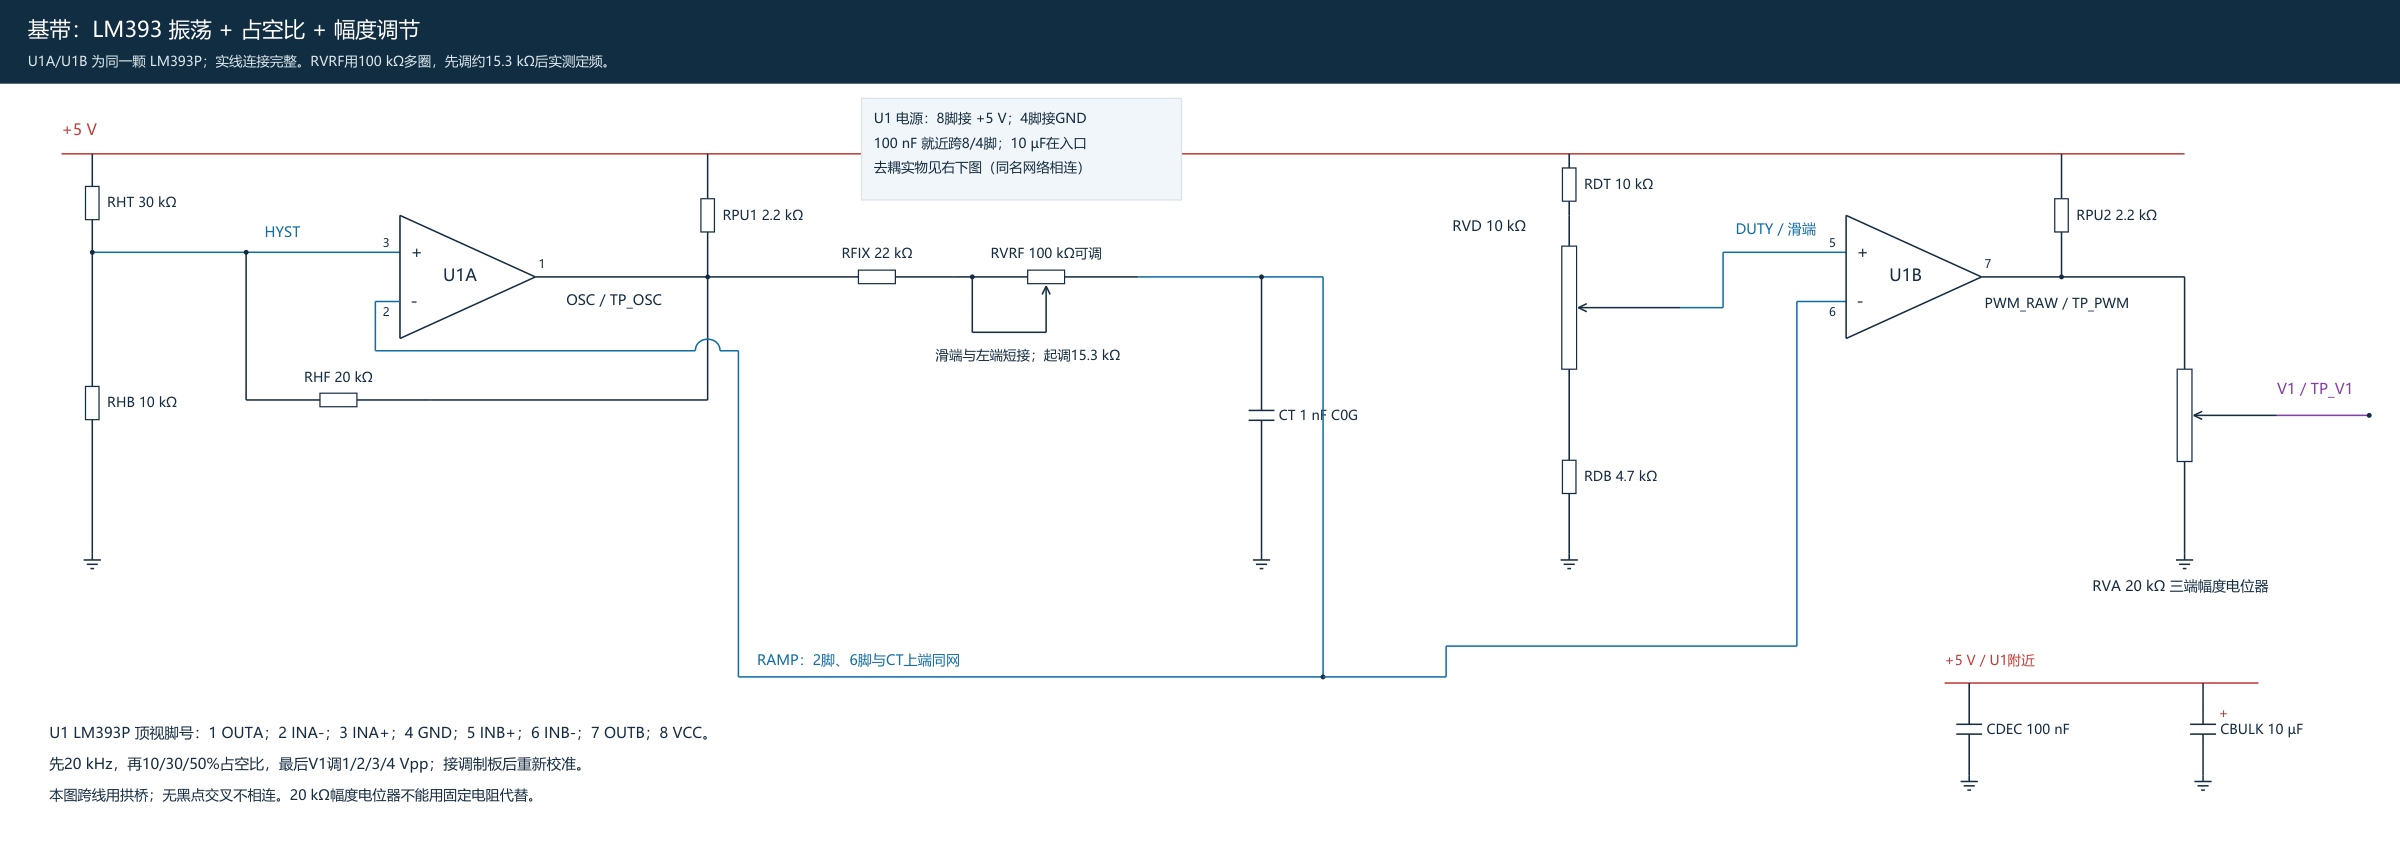 基带：LM393 振荡 + 占空比 + 幅度调节
U1A/U1B 为同一颗 LM393P；实线连接完整。RVRF用100 kΩ多圈，先调约15.3 kΩ后实测定频。
U1 电源：8脚接 +5 V；4脚接GND
100 nF 就近跨8/4脚；10 µF在入口
去耦实物见右下图（同名网络相连）
+5 V
RHT 30 kΩ
HYST
3
+
U1A
1
-
2
RPU1 2.2 kΩ
OSC / TP_OSC
RHF 20 kΩ
RHB 10 kΩ
RFIX 22 kΩ
RVRF 100 kΩ可调
滑端与左端短接；起调15.3 kΩ
CT 1 nF C0G
RDT 10 kΩ
RVD 10 kΩ
DUTY / 滑端
5
+
U1B
7
-
6
RPU2 2.2 kΩ
PWM_RAW / TP_PWM
V1 / TP_V1
RDB 4.7 kΩ
RVA 20 kΩ 三端幅度电位器
RAMP：2脚、6脚与CT上端同网
+5 V / U1附近
CDEC 100 nF
+
CBULK 10 µF
U1 LM393P 顶视脚号：1 OUTA；2 INA-；3 INA+；4 GND；5 INB+；6 INB-；7 OUTB；8 VCC。
先20 kHz，再10/30/50%占空比，最后V1调1/2/3/4 Vpp；接调制板后重新校准。
本图跨线用拱桥；无黑点交叉不相连。20 kΩ幅度电位器不能用固定电阻代替。